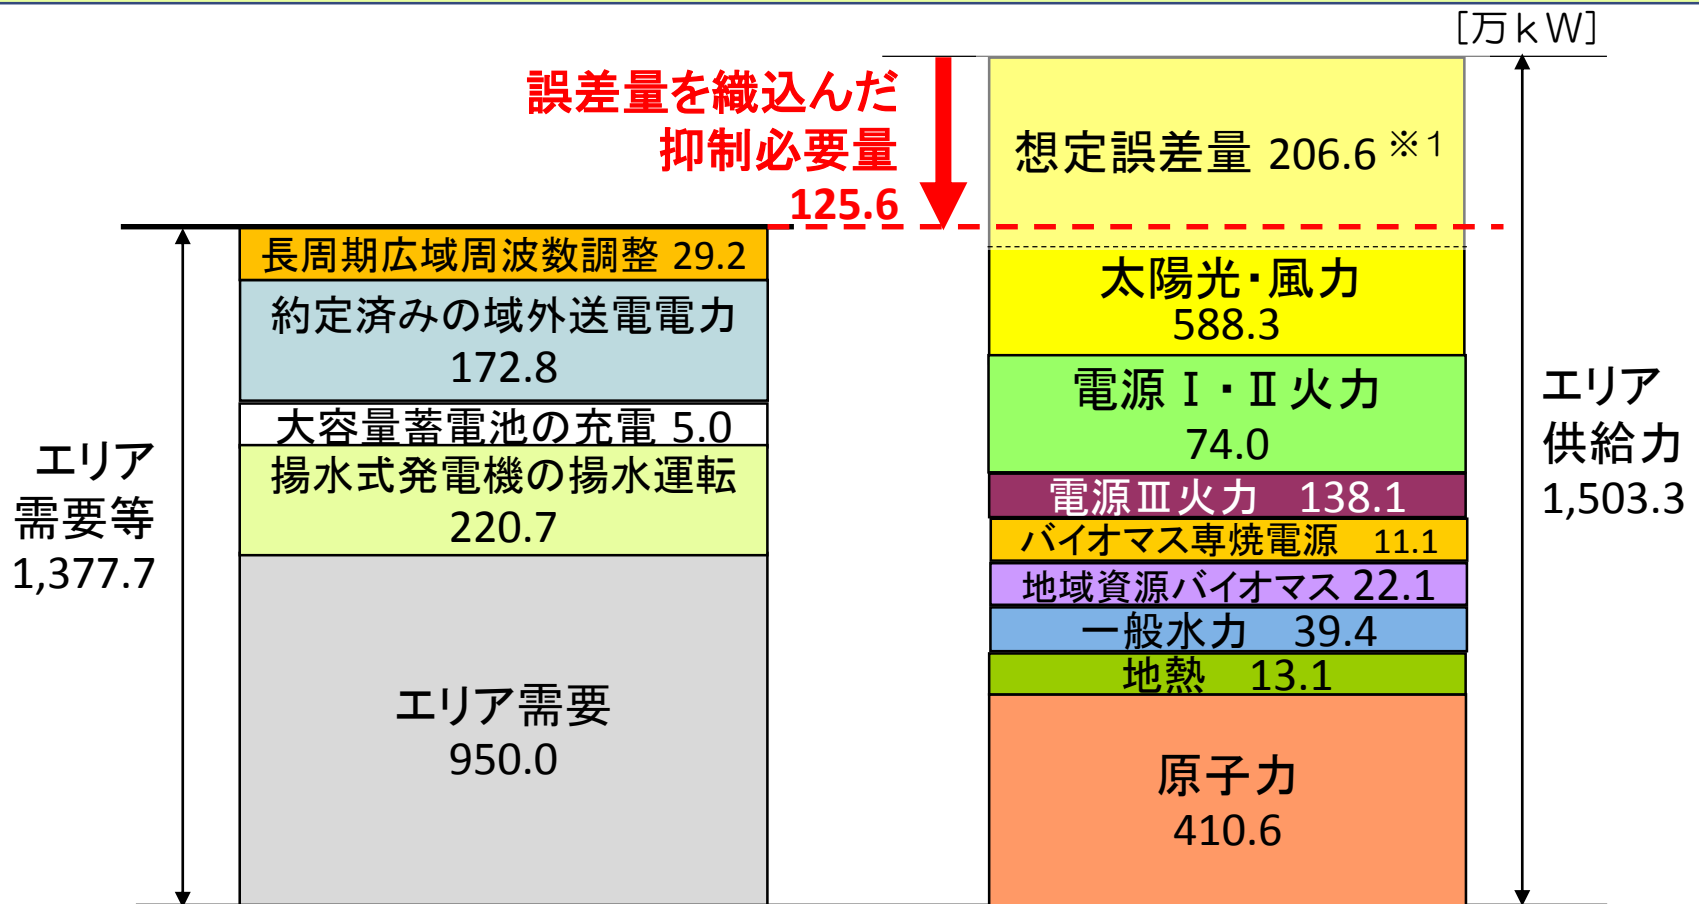 [万kW]
誤差量を織込んだ
抑制必要量
125.6
長周期広域周波数調整 29.2
約定済みの域外送電電力
172.8
大容量蓄電池の充電 5.0
揚水式発電機の揚水運転
220.7
エリア需要
950.0
エリア
需要等
1,377.7
想定誤差量 206.6 ※1
太陽光・風力
588.3
電源Ⅰ・Ⅱ火力
74.0
電源Ⅲ火力 138.1
バイオマス専焼電源 11.1
地域資源バイオマス 22.1
一般水力 39.4
地熱 13.1
原子力
410.6
エリア
供給力
1,503.3